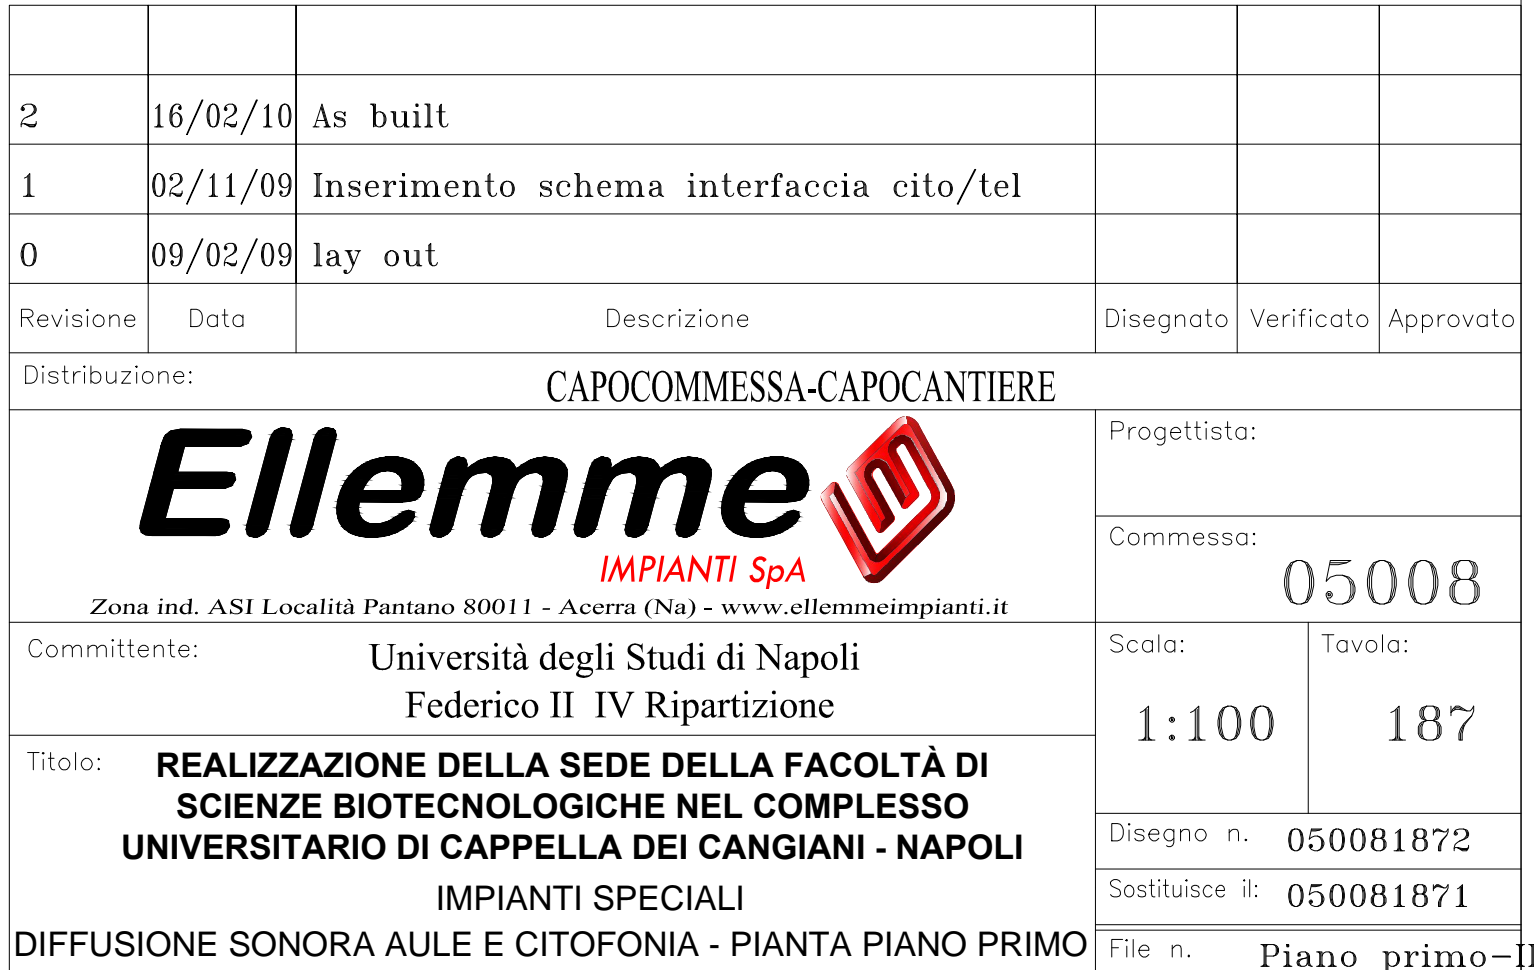 2 16/02/10 As built
1 02/11/09 Inserimento schema interfaccia cito/tel
0 09/02/09 lay out
Revisione Data Descrizione Disegnato Verificato Approvato
Distribuzione: CAPOCOMMESSA-CAPOCANTIERE
Ellemme
IMPIANTI SpA
Zona ind. ASI Località Pantano 80011 - Acerra (Na) - www.ellemmeimpianti.it
Progettista:
Commessa:
05008
Committente: Università degli Studi di Napoli
Federico II IV Ripartizione
Scala: Tavola:
1:100 187
Titolo: REALIZZAZIONE DELLA SEDE DELLA FACOLTÀ DI
SCIENZE BIOTECNOLOGICHE NEL COMPLESSO
UNIVERSITARIO DI CAPPELLA DEI CANGIANI - NAPOLI
IMPIANTI SPECIALI
DIFFUSIONE SONORA AULE E CITOFONIA - PIANTA PIANO PRIMO
Disegno n. 050081872
Sostituisce il: 050081871
File n. Piano primo